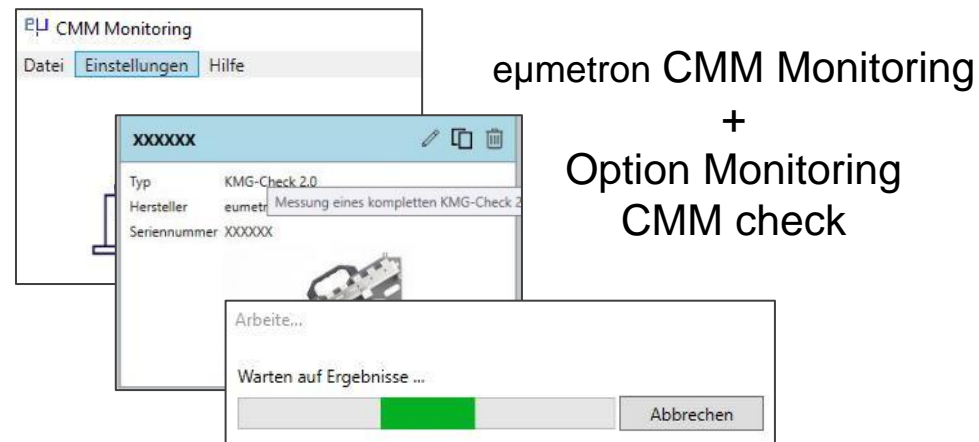 eμ CMM Monitoring
Datei Einstellungen Hilfe
XXXXXX
Typ KMG-Check 2.0
Messung eines kompletten KMG-Check 2
Hersteller eumetr
Seriennummer XXXXXX
Arbeite...
Warten auf Ergebnisse ...
Abbrechen
eμmetron CMM Monitoring
+
Option Monitoring
CMM check